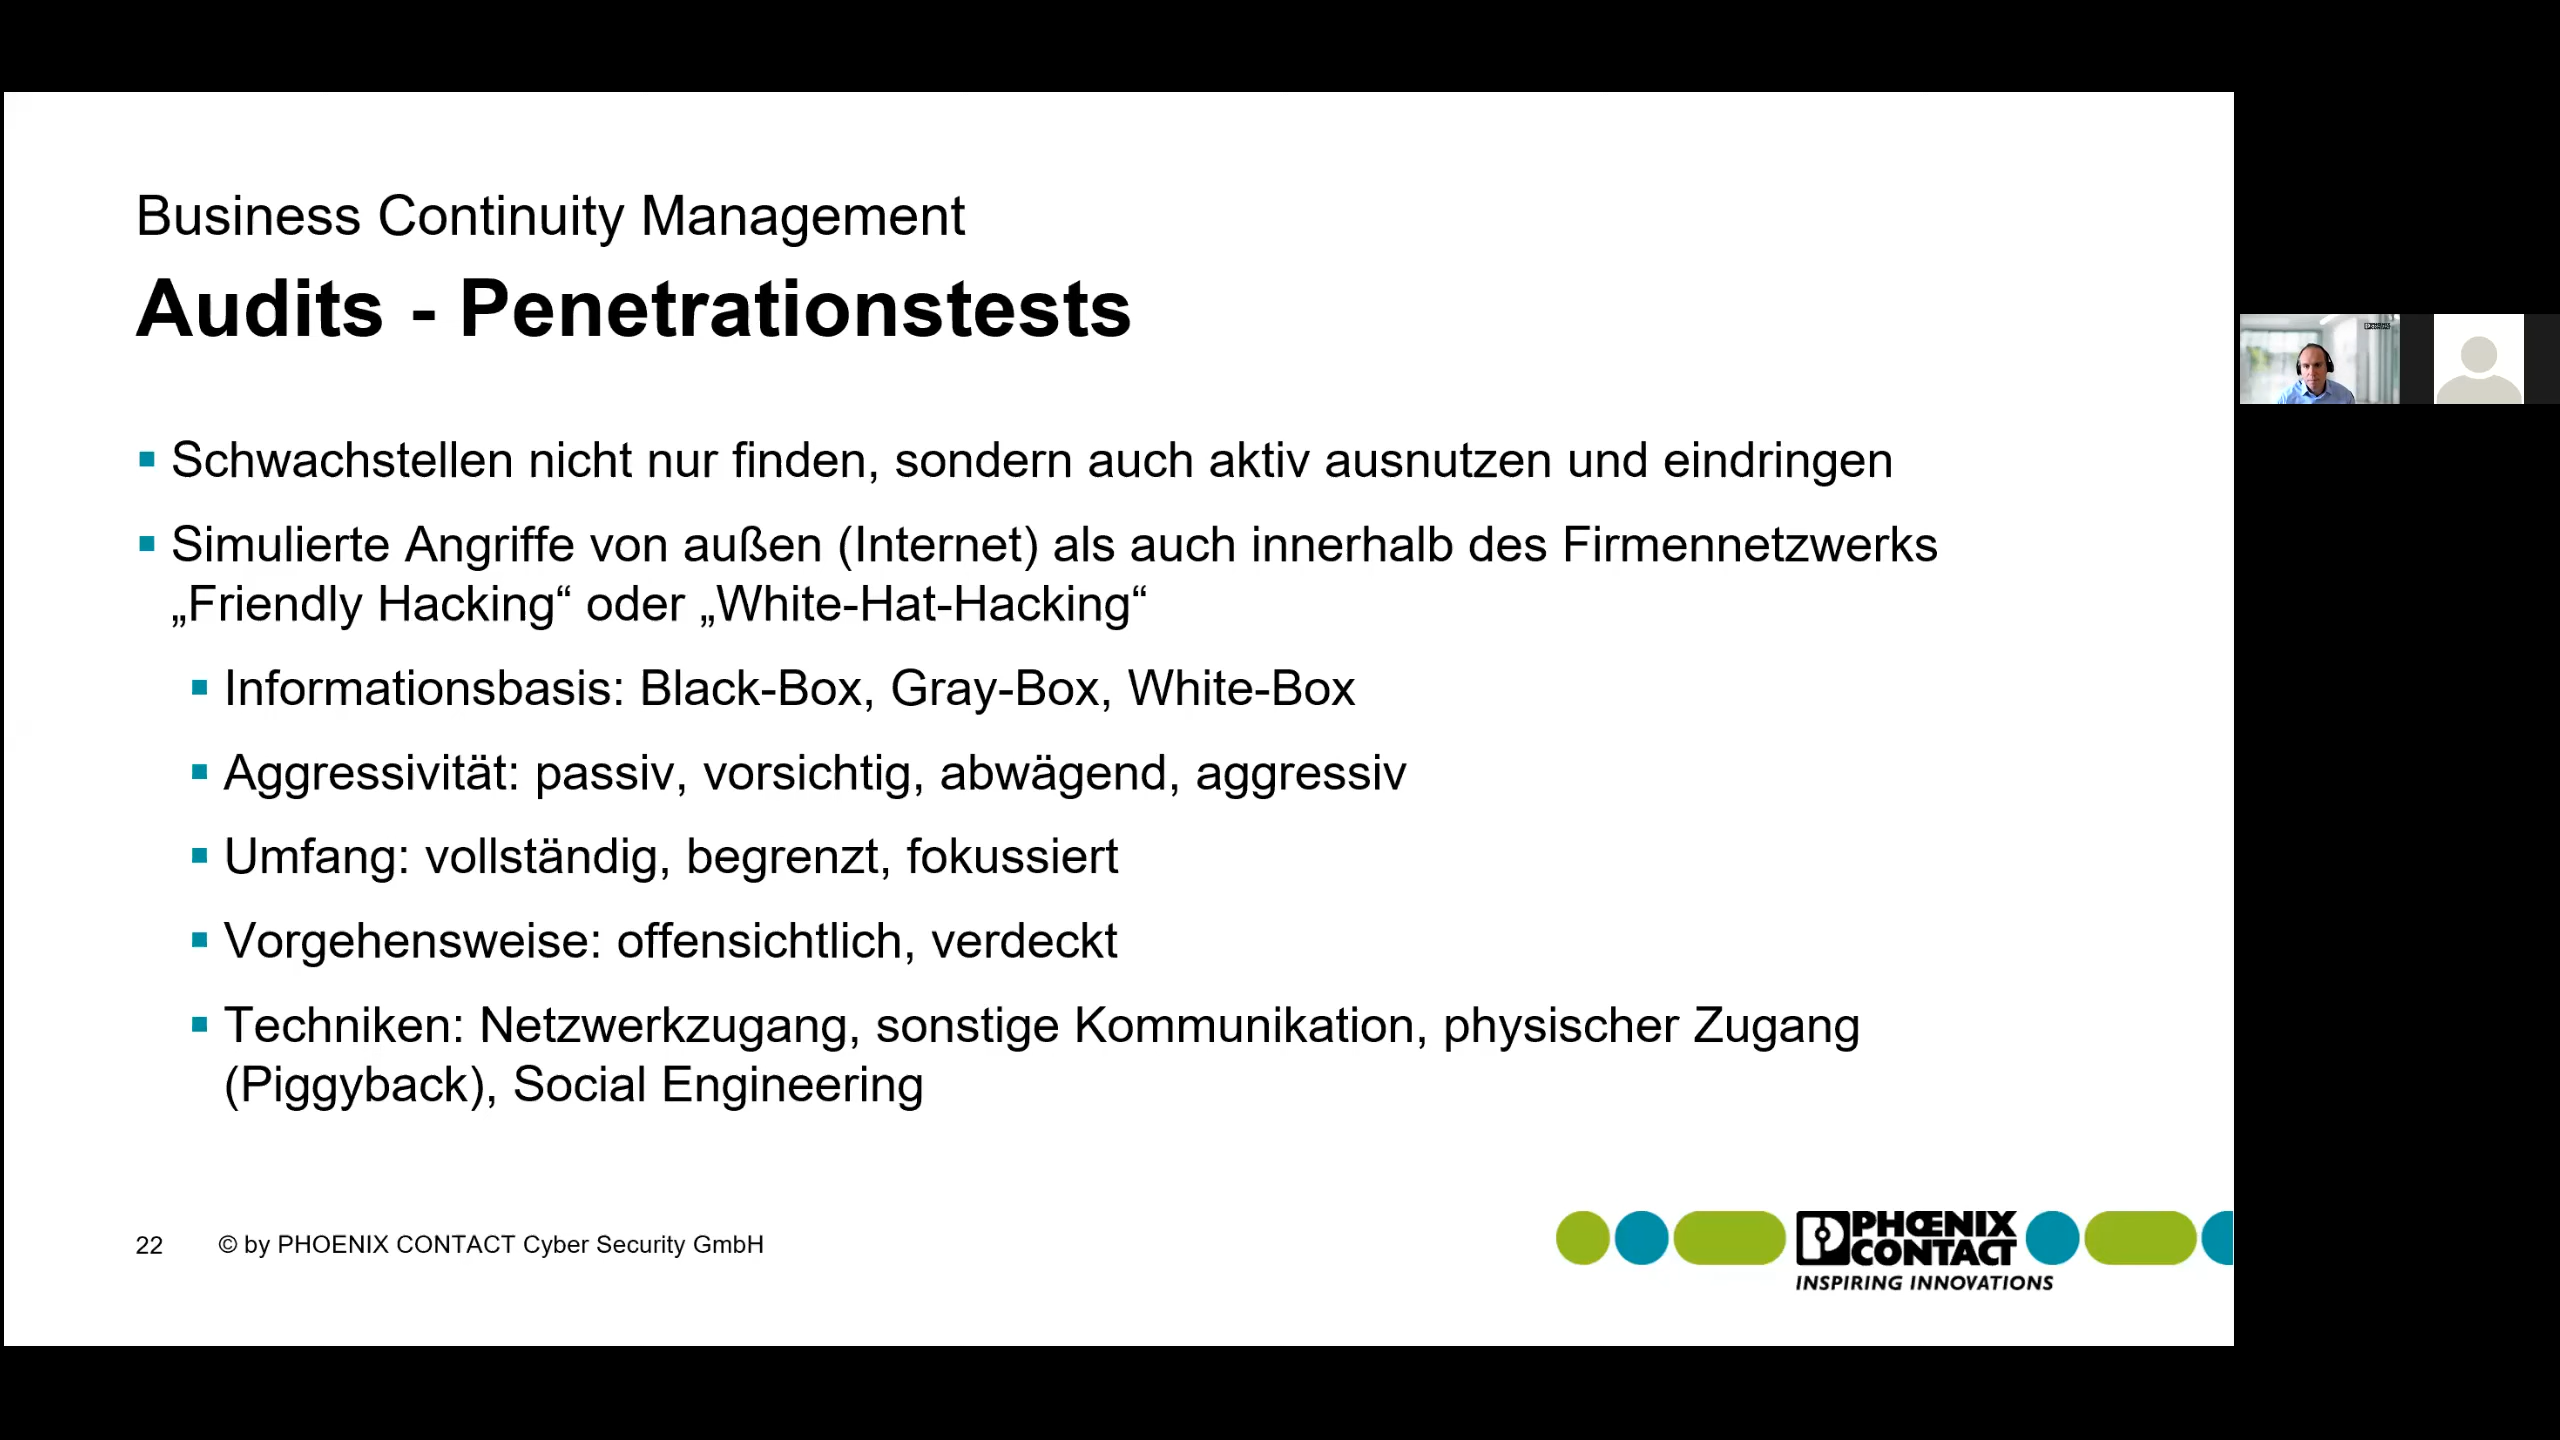 Business Continuity Management
Audits - Penetrationstests
Schwachstellen nicht nur finden, sondern auch aktiv ausnutzen und eindringen
Simulierte Angriffe von außen (Internet) als auch innerhalb des Firmennetzwerks
„Friendly Hacking“ oder „White-Hat-Hacking“
Informationsbasis: Black-Box, Gray-Box, White-Box
Aggressivität: passiv, vorsichtig, abwägend, aggressiv
Umfang: vollständig, begrenzt, fokussiert
Vorgehensweise: offensichtlich, verdeckt
Techniken: Netzwerkzugang, sonstige Kommunikation, physischer Zugang
(Piggyback), Social Engineering
22 © by PHOENIX CONTACT Cyber Security GmbH
PHŒNIX
CONTACT
INSPIRING INNOVATIONS